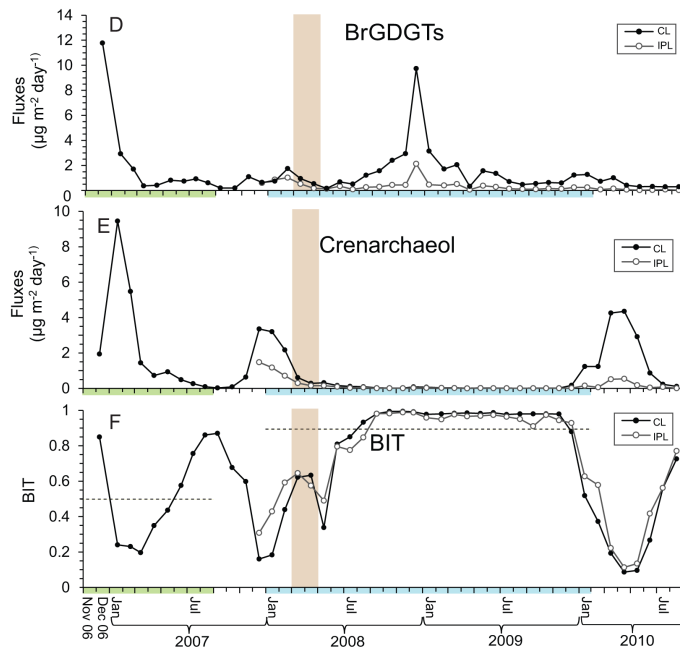 D
BrGDGTs
CL
IPL
Fluxes
(µg m-2 day-1)
14
12
10
8
6
4
2
0
E
Crenarchaeol
CL
IPL
Fluxes
(µg m-2 day-1)
10
8
6
4
2
0
F
BIT
CL
IPL
BIT
1
0.8
0.6
0.4
0.2
0
Nov 06
Dec 06
Jan
Jul
Jan
Jul
Jan
Jul
Jan
Jul
2007
2008
2009
2010